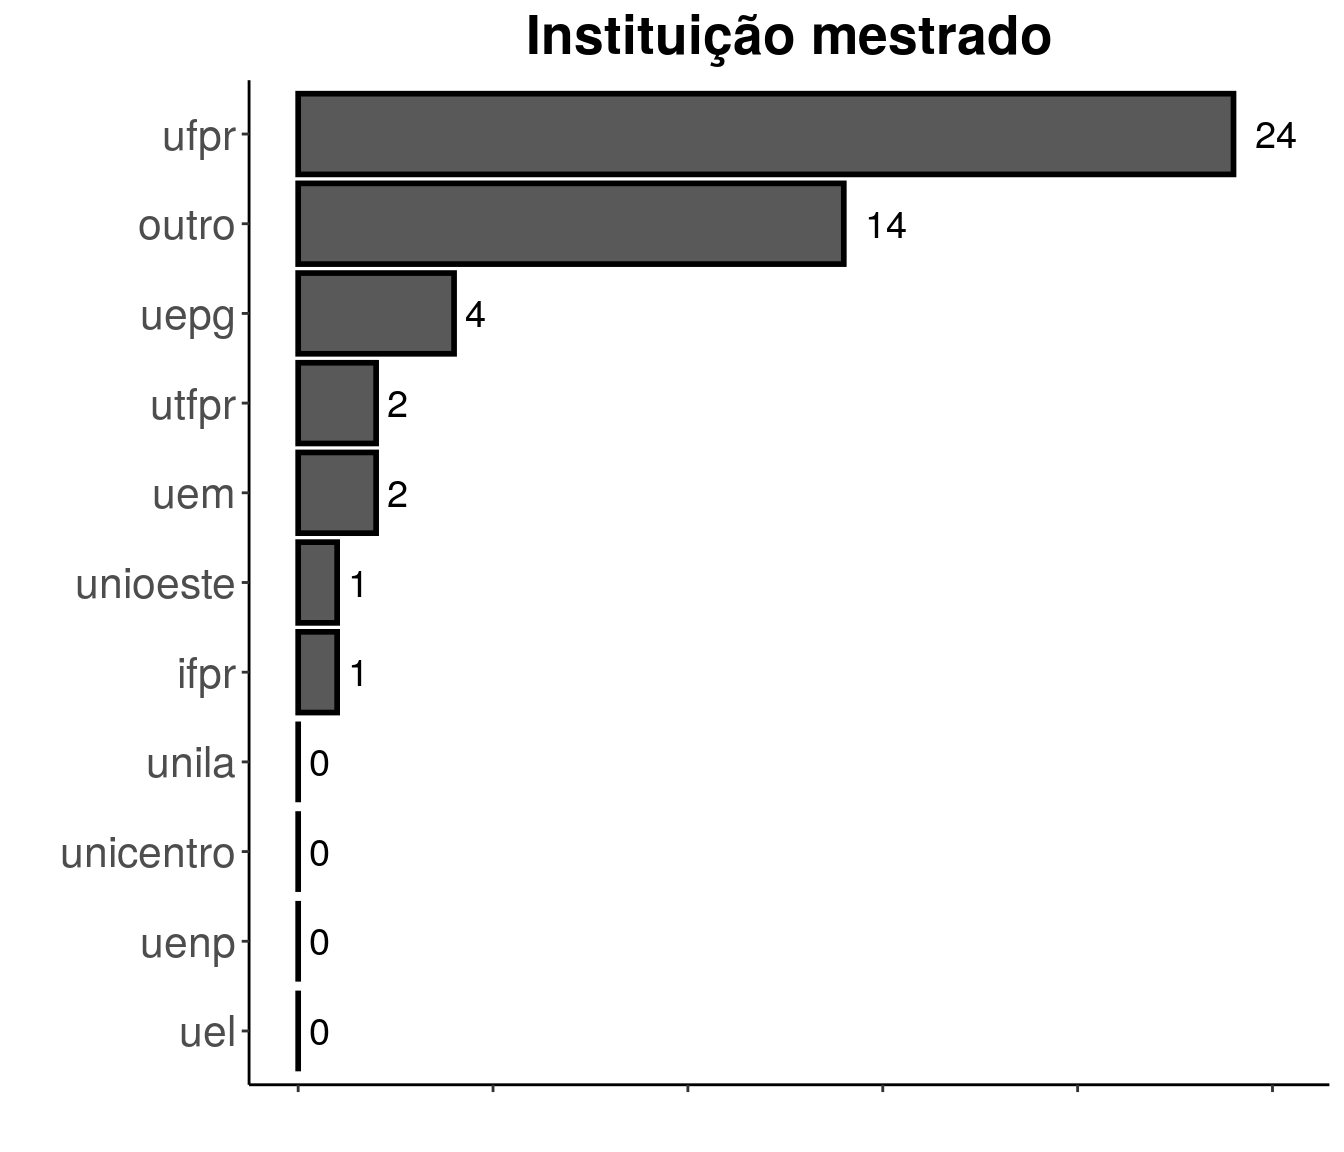 Instituição mestrado
ufpr 24
outro 14
uepg 4
utfpr 2
uem 2
unioeste 1
ifpr 1
unila 0
unicentro 0
uenp 0
uel 0